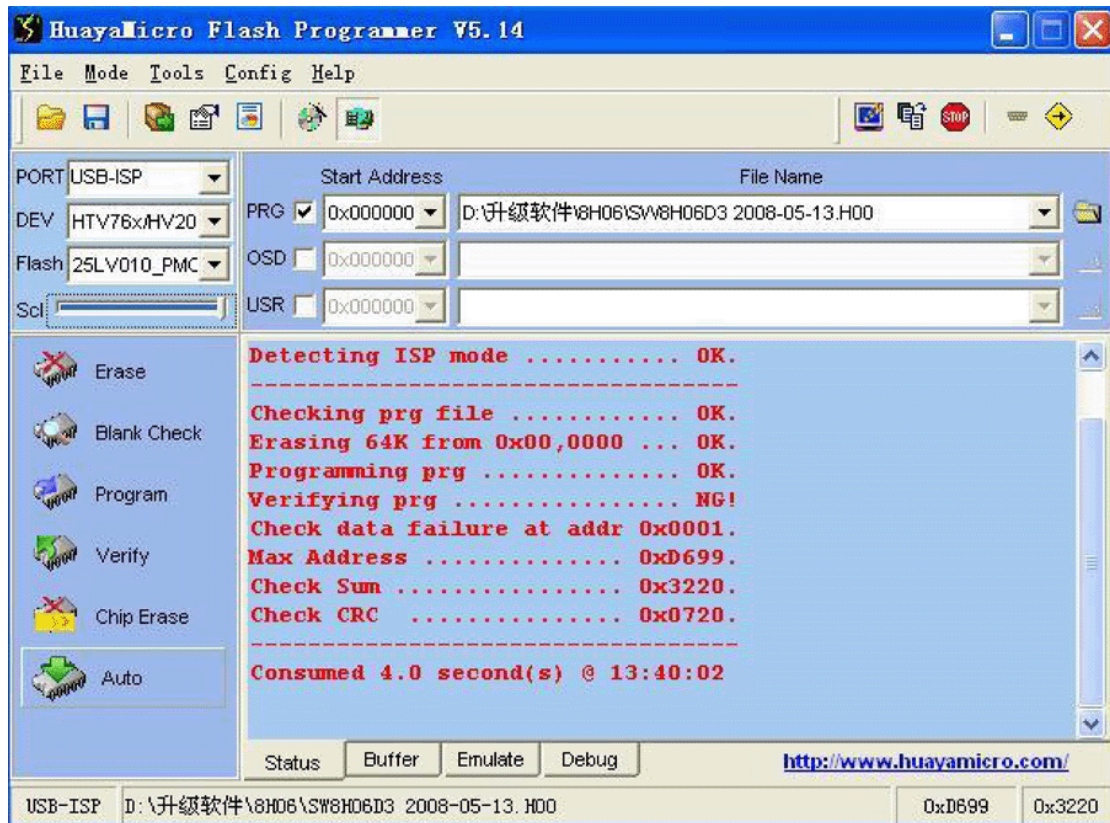 HuayaMicro Flash Programmer V5.14
File Mode Tools Config Help
STOP
PORT USB-ISP
DEV HTV76x/HV20
Flash 25LV010_PMC
Scl
Start Address File Name
PRG 0x000000 D:\升级软件\8H06\SW8H06D3 2008-05-13.H00
OSD 0x000000
USR 0x000000
Erase
Blank Check
Program
Verify
Chip Erase
Auto
Detecting ISP mode ........... OK.
----------------------------------
Checking prg file ............ OK.
Erasing 64K from 0x00,0000 ... OK.
Programming prg .............. OK.
Verifying prg ................ NG!
Check data failure at addr 0x0001.
Max Address .............. 0xD699.
Check Sum ................ 0x3220.
Check CRC ............... 0x0720.
----------------------------------
Consumed 4.0 second(s) @ 13:40:02
Status Buffer Emulate Debug http://www.huayamicro.com/
USB-ISP D:\升级软件\8H06\SW8H06D3 2008-05-13.H00 0xD699 0x3220